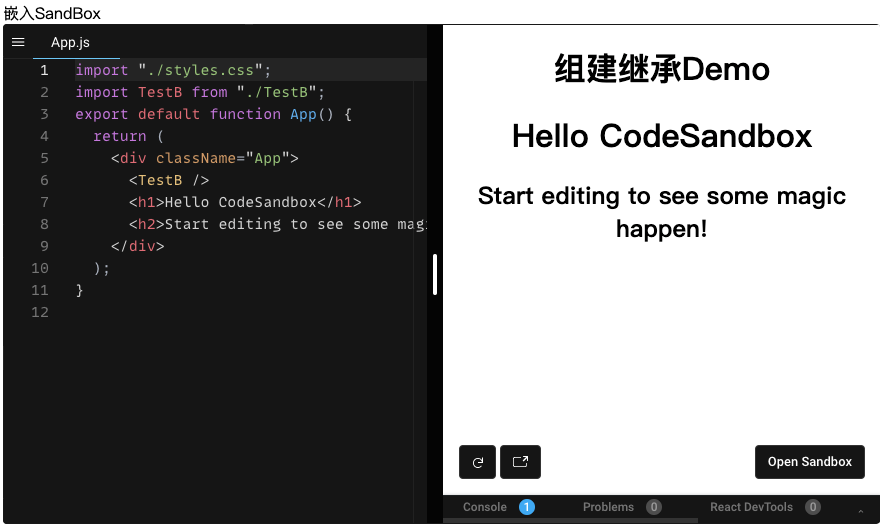 嵌入SandBox
App.js
1 import "./styles.css";
2 import TestB from "./TestB";
3 export default function App() {
4 return (
5 <div className="App">
6 <TestB />
7 <h1>Hello CodeSandbox</h1>
8 <h2>Start editing to see some mag
9 </div>
10 );
11 }
12
组建继承Demo
Hello CodeSandbox
Start editing to see some magic
happen!
Open Sandbox
Console 1 Problems 0 React DevTools 0